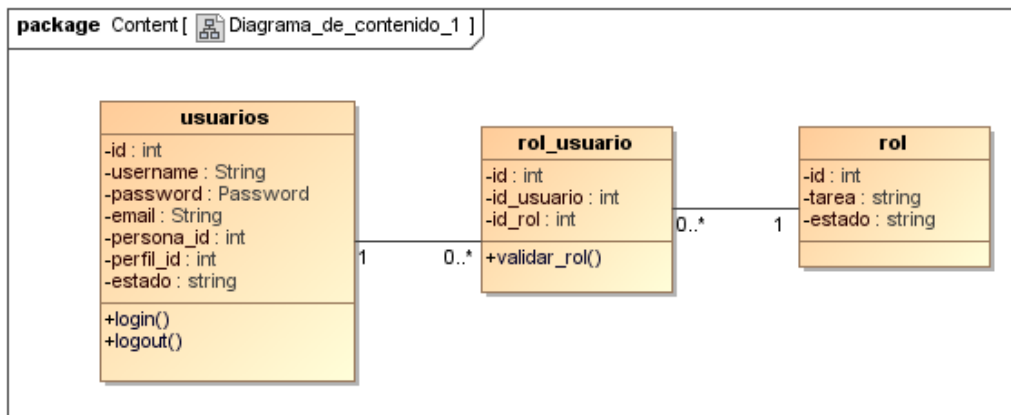 package Content [ Diagrama_de_contenido_1 ]
usuarios
-id : int
-username : String
-password : Password
-email : String
-persona_id : int
-perfil_id : int
-estado : string
+login()
+logout()
1
0..*
rol_usuario
-id : int
-id_usuario : int
-id_rol : int
+validar_rol()
0..*
1
rol
-id : int
-tarea : string
-estado : string